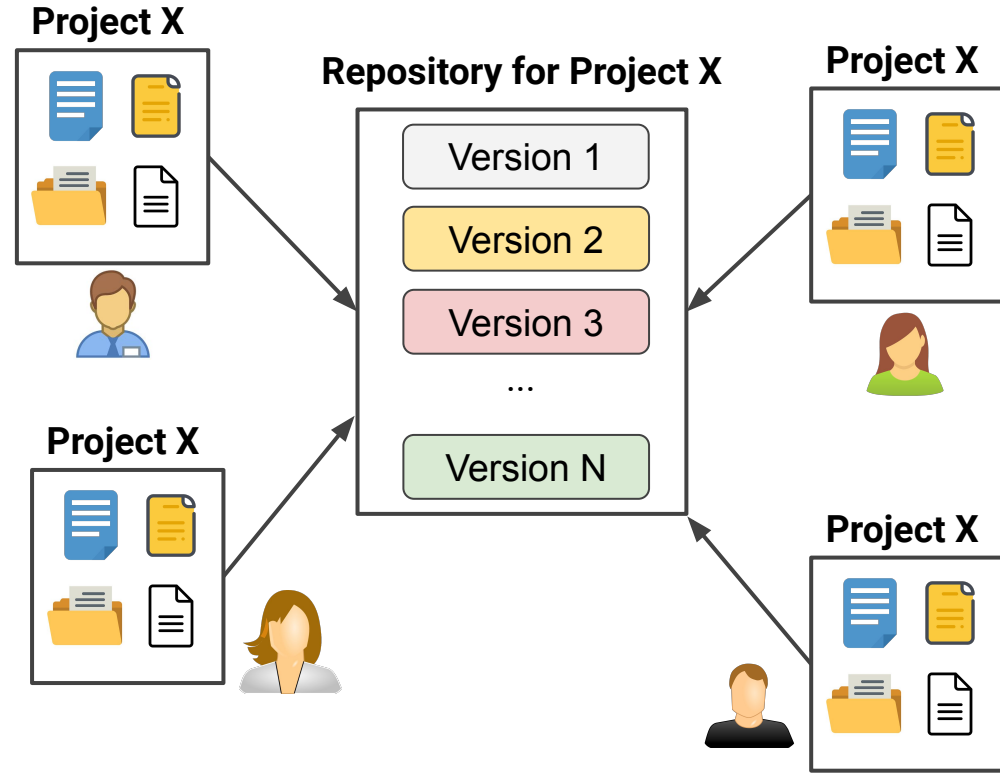 Project X
Repository for Project X
Project X
Version 1
Version 2
Version 3
...
Version N
Project X
Project X